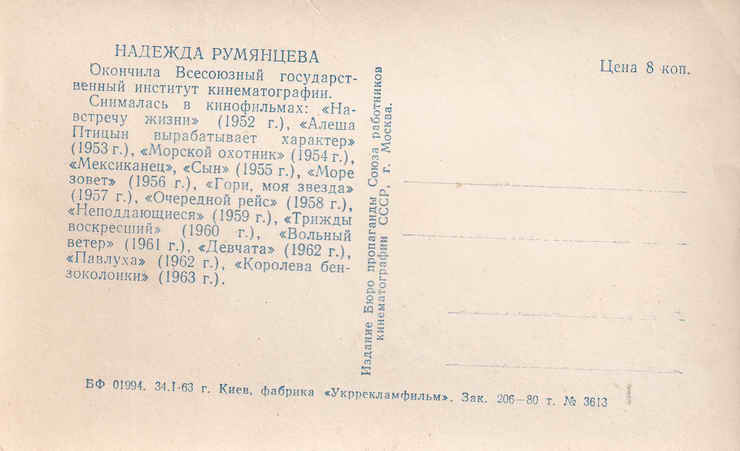 НАДЕЖДА РУМЯНЦЕВА
Окончила Всесоюзный государст-
венный институт кинематографии.
Снималась в кинофильмах: «На-
встречу жизни» (1952 г.), «Алеша
Птицын вырабатывает характер»
(1953 г.), «Морской охотник» (1954 г.),
«Мексиканец», «Сын» (1955 г.), «Море
зовет» (1956 г.), «Гори, моя звезда»
(1957 г.), «Очередной рейс» (1958 г.),
«Неподдающиеся» (1959 г.), «Трижды
воскресший» (1960 г.), «Вольный
ветер» (1961 г.), «Девчата» (1962 г.),
«Павлуха» (1962 г.), «Королева бен-
зоколонки» (1963 г.).
Издание Бюро пропаганды Союза работников
кинематографии СССР, г. Москва.
Цена 8 коп.
БФ 01994. 34.I-63 г. Киев, фабрика «Укррекламфильм». Зак. 206—80 т. № 3613